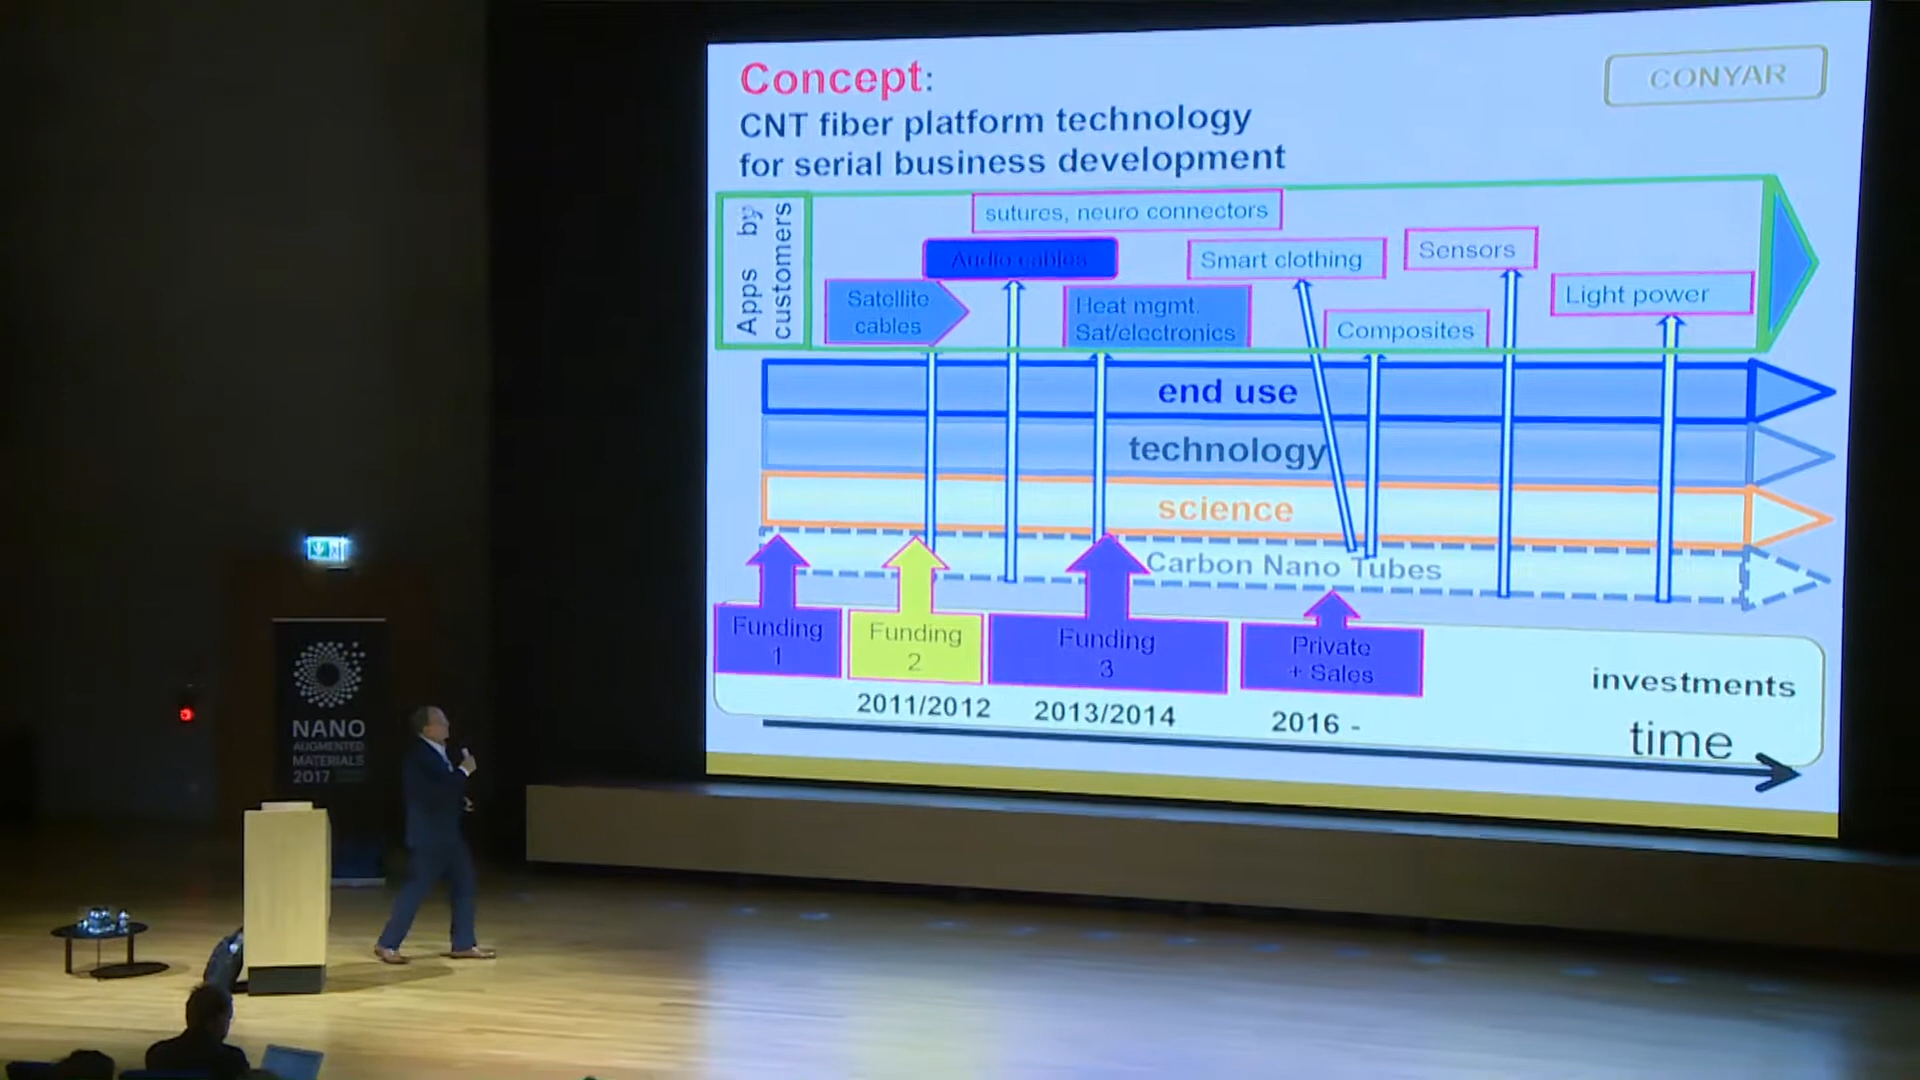 Concept:
CONYAR
CNT fiber platform technology
for serial business development
Apps by
customers
sutures, neuro connectors
Audio cables
Smart clothing
Sensors
Satellite
cables
Heat mgmt.
Sat/electronics
Composites
Light power
end use
technology
science
Carbon Nano Tubes
Funding
1
Funding
2
Funding
3
Private
+ Sales
investments
2011/2012
2013/2014
2016 -
time
NANO
AUGMENTED
MATERIALS
2017